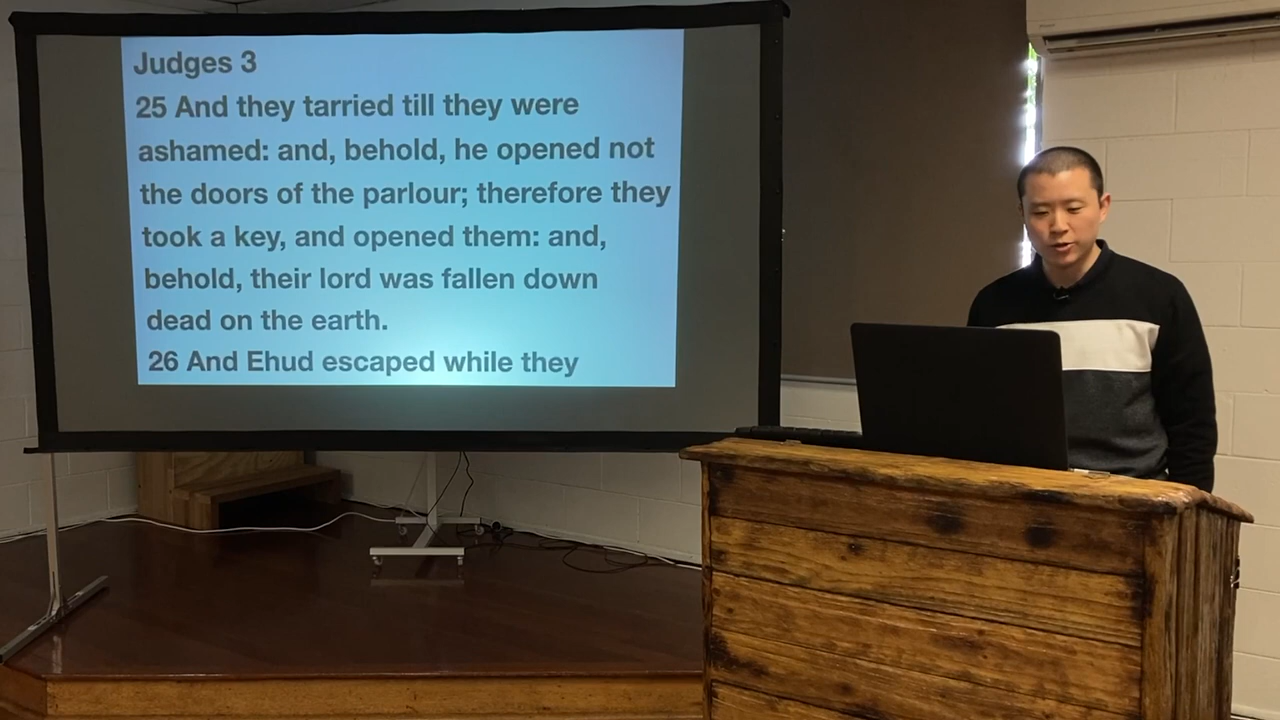 Judges 3
25 And they tarried till they were
ashamed: and, behold, he opened not
the doors of the parlour; therefore they
took a key, and opened them: and,
behold, their lord was fallen down
dead on the earth.
26 And Ehud escaped while they